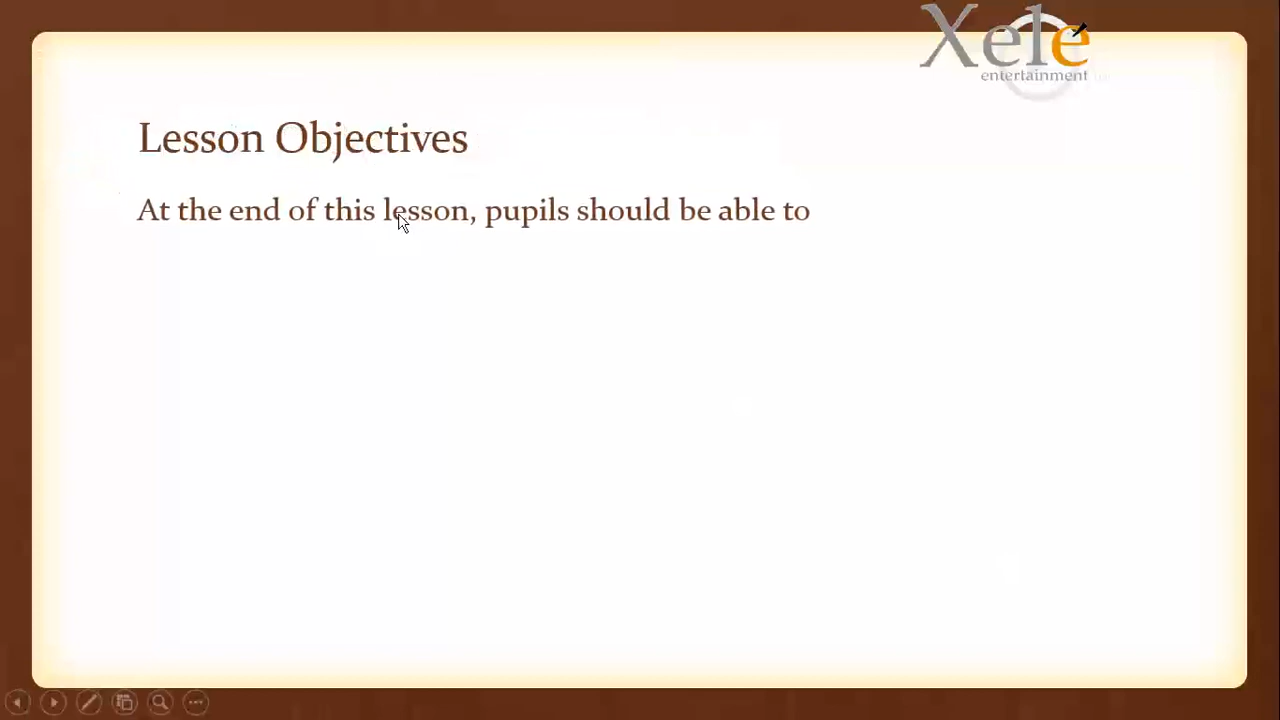 Xele
entertainment
Lesson Objectives
At the end of this lesson, pupils should be able to